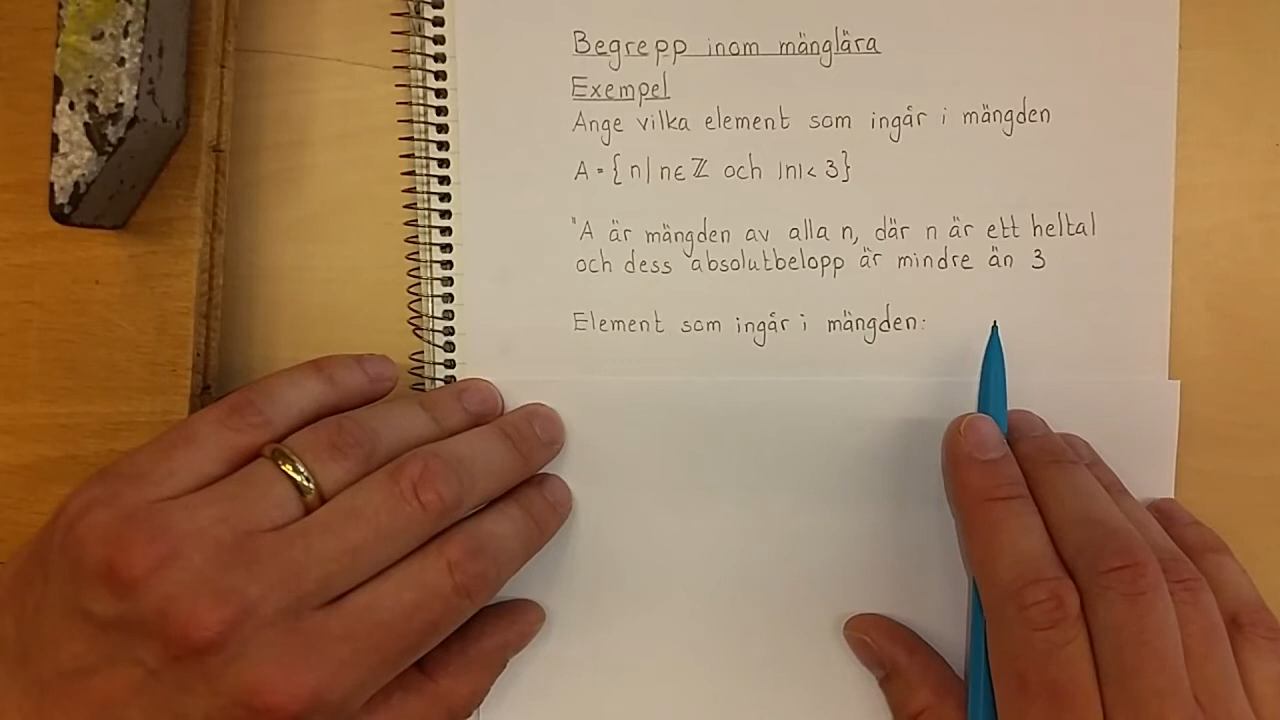 Begrepp inom mänglära
Exempel
Ange vilka element som ingår i mängden
A = { n | n ∈ ℤ och |n| < 3}
"A är mängden av alla n, där n är ett heltal
och dess absolutbelopp är mindre än 3
Element som ingår i mängden: